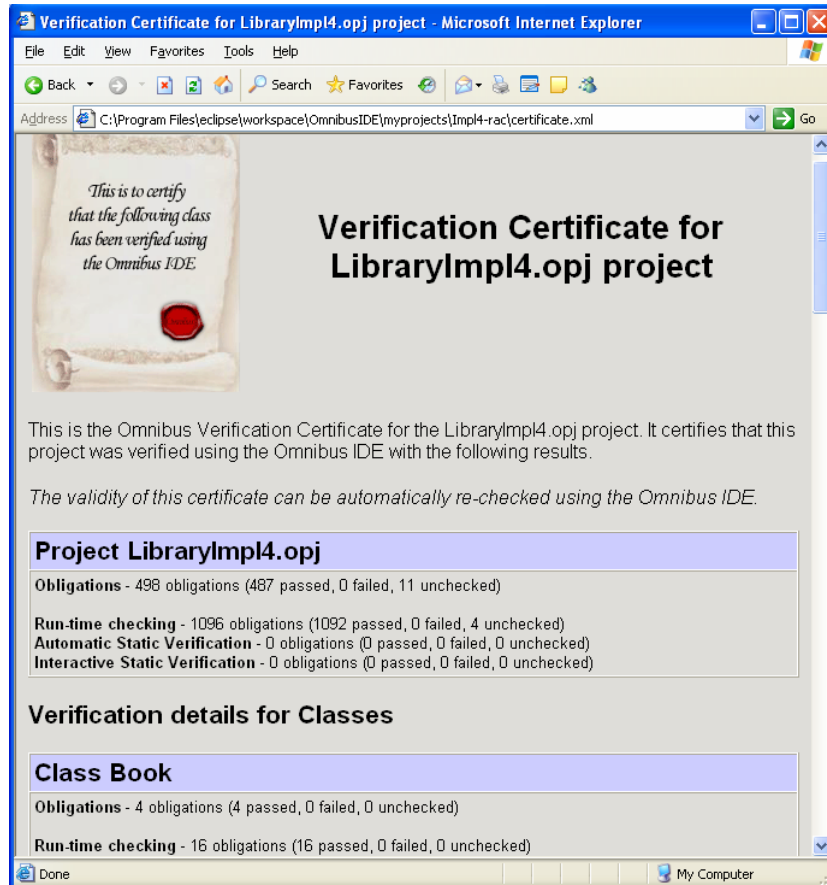 Verification Certificate for LibraryImpl4.opj project - Microsoft Internet Explorer
File Edit View Favorites Tools Help
Back Search Favorites
Address C:\Program Files\eclipse\workspace\OmnibusIDE\myprojects\Impl4-rac\certificate.xml Go
This is to certify
that the following class
has been verified using
the Omnibus IDE
Verification Certificate for
LibraryImpl4.opj project
This is the Omnibus Verification Certificate for the LibraryImpl4.opj project. It certifies that this
project was verified using the Omnibus IDE with the following results.
The validity of this certificate can be automatically re-checked using the Omnibus IDE.
Project LibraryImpl4.opj
Obligations - 498 obligations (487 passed, 0 failed, 11 unchecked)
Run-time checking - 1096 obligations (1092 passed, 0 failed, 4 unchecked)
Automatic Static Verification - 0 obligations (0 passed, 0 failed, 0 unchecked)
Interactive Static Verification - 0 obligations (0 passed, 0 failed, 0 unchecked)
Verification details for Classes
Class Book
Obligations - 4 obligations (4 passed, 0 failed, 0 unchecked)
Run-time checking - 16 obligations (16 passed, 0 failed, 0 unchecked)
Done My Computer